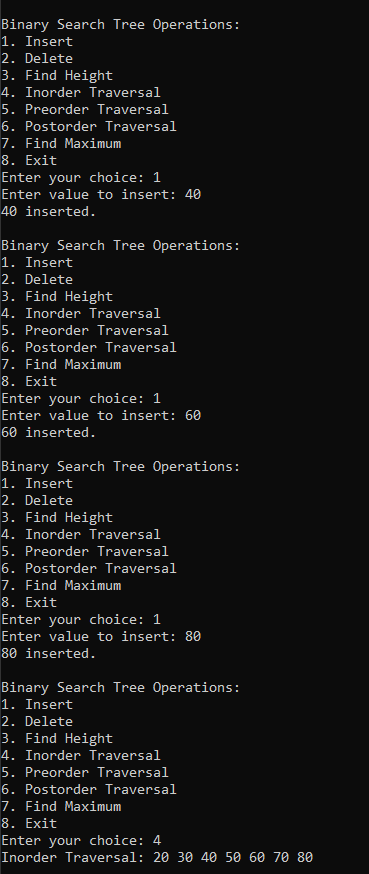 Binary Search Tree Operations:
1. Insert
2. Delete
3. Find Height
4. Inorder Traversal
5. Preorder Traversal
6. Postorder Traversal
7. Find Maximum
8. Exit
Enter your choice: 1
Enter value to insert: 40
40 inserted.

Binary Search Tree Operations:
1. Insert
2. Delete
3. Find Height
4. Inorder Traversal
5. Preorder Traversal
6. Postorder Traversal
7. Find Maximum
8. Exit
Enter your choice: 1
Enter value to insert: 60
60 inserted.

Binary Search Tree Operations:
1. Insert
2. Delete
3. Find Height
4. Inorder Traversal
5. Preorder Traversal
6. Postorder Traversal
7. Find Maximum
8. Exit
Enter your choice: 1
Enter value to insert: 80
80 inserted.

Binary Search Tree Operations:
1. Insert
2. Delete
3. Find Height
4. Inorder Traversal
5. Preorder Traversal
6. Postorder Traversal
7. Find Maximum
8. Exit
Enter your choice: 4
Inorder Traversal: 20 30 40 50 60 70 80